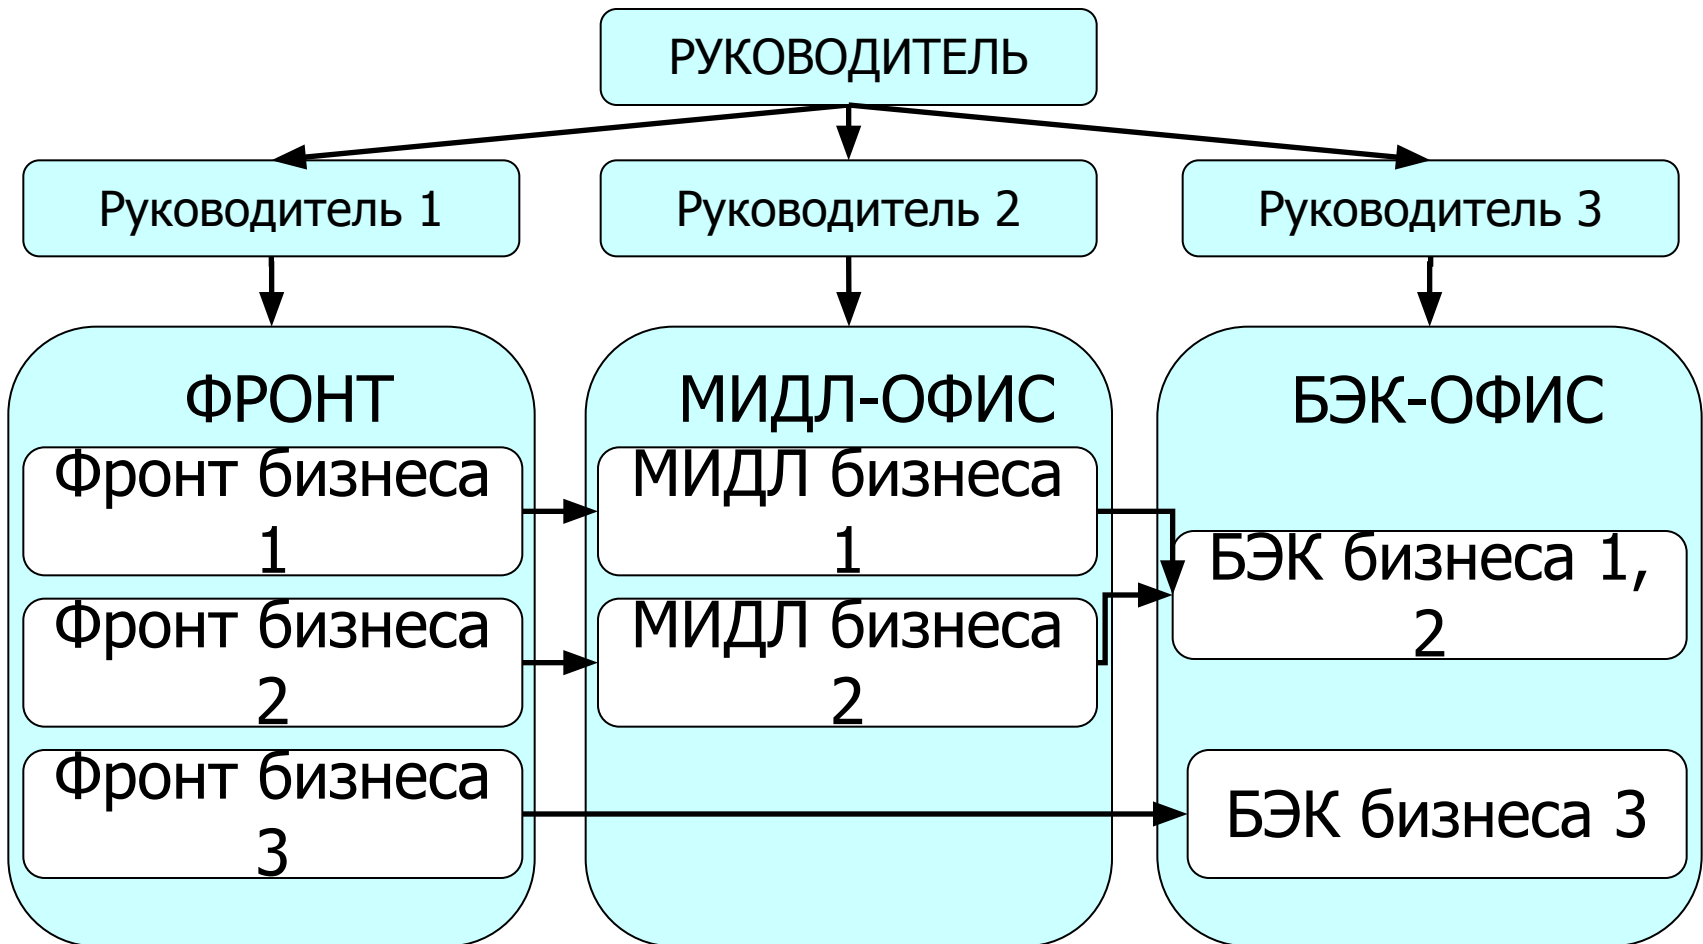 РУКОВОДИТЕЛЬ
Руководитель 1
Руководитель 2
Руководитель 3
ФРОНТ
Фронт бизнеса
1
Фронт бизнеса
2
Фронт бизнеса
3
МИДЛ-ОФИС
МИДЛ бизнеса
1
МИДЛ бизнеса
2
БЭК-ОФИС
БЭК бизнеса 1,
2
БЭК бизнеса 3